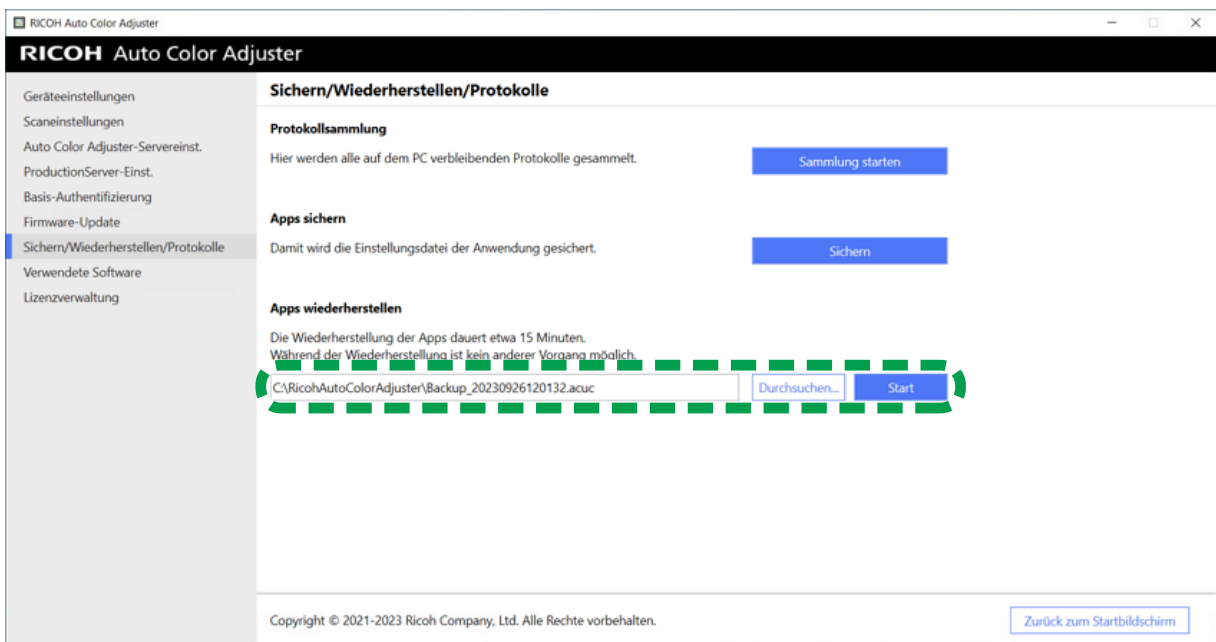 RICOH Auto Color Adjuster
RICOH Auto Color Adjuster
Geräteeinstellungen
Scaneinstellungen
Auto Color Adjuster-Servereinst.
ProductionServer-Einst.
Basis-Authentifizierung
Firmware-Update
Sichern/Wiederherstellen/Protokolle
Verwendete Software
Lizenzverwaltung
Sichern/Wiederherstellen/Protokolle
Protokollsammlung
Hier werden alle auf dem PC verbleibenden Protokolle gesammelt.
Sammlung starten
Apps sichern
Damit wird die Einstellungsdatei der Anwendung gesichert.
Sichern
Apps wiederherstellen
Die Wiederherstellung der Apps dauert etwa 15 Minuten.
Während der Wiederherstellung ist kein anderer Vorgang möglich.
C:\RicohAutoColorAdjuster\Backup_20230926120132.acuc
Durchsuchen...
Start
Copyright © 2021-2023 Ricoh Company, Ltd. Alle Rechte vorbehalten.
Zurück zum Startbildschirm